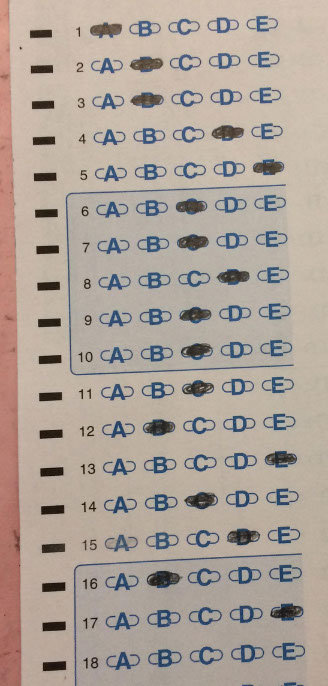 1 A B C D E
2 A B C D E
3 A B C D E
4 A B C D E
5 A B C D E
6 A B C D E
7 A B C D E
8 A B C D E
9 A B C D E
10 A B C D E
11 A B C D E
12 A B C D E
13 A B C D E
14 A B C D E
15 A B C D E
16 A B C D E
17 A B C D E
18 A B C D E